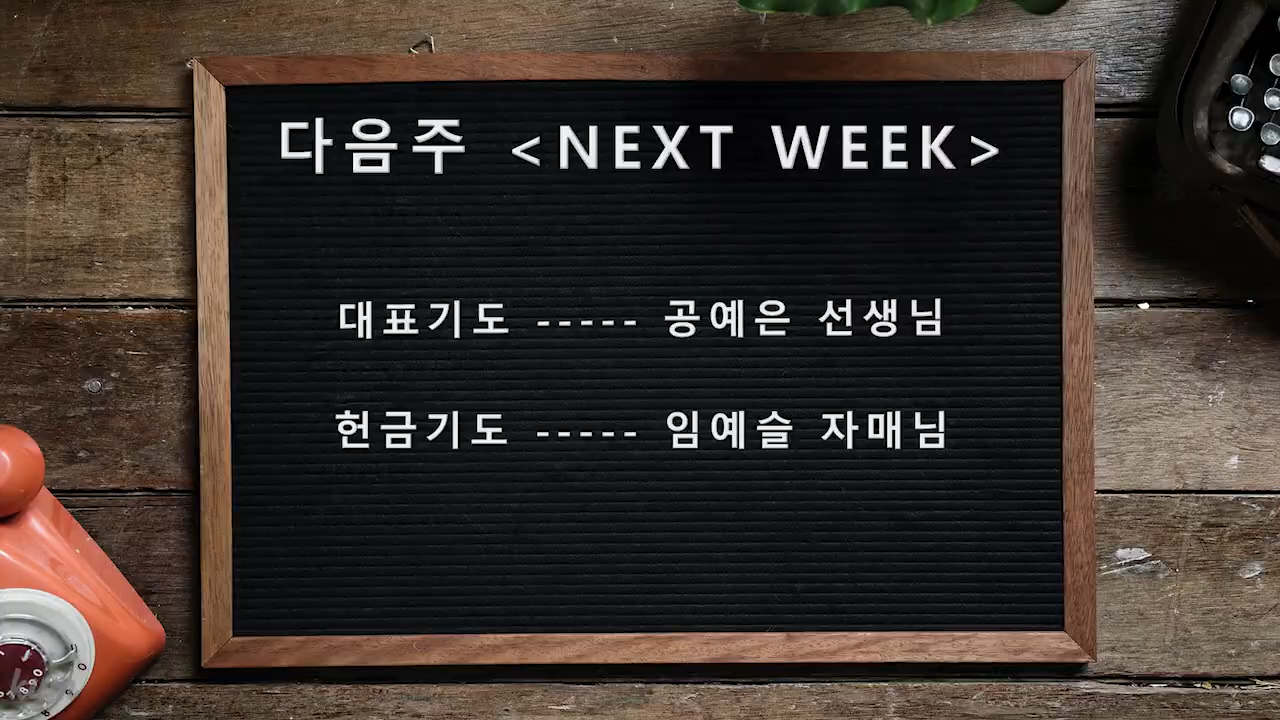 다음주 <NEXT WEEK>
대표기도 ----- 공예은 선생님
헌금기도 ----- 임예슬 자매님